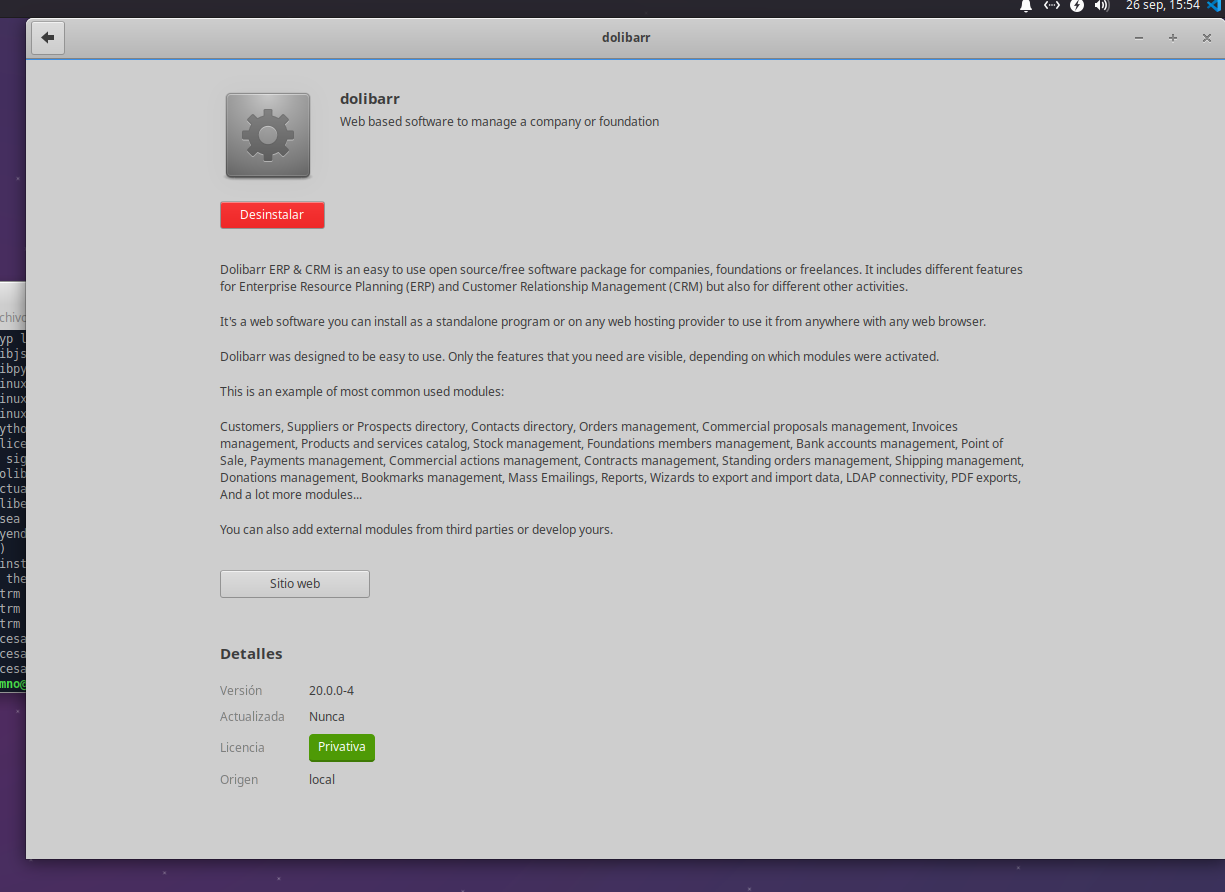 26 sep, 15:54
dolibarr
dolibarr
Web based software to manage a company or foundation
Desinstalar
Dolibarr ERP & CRM is an easy to use open source/free software package for companies, foundations or freelances. It includes different features
for Enterprise Resource Planning (ERP) and Customer Relationship Management (CRM) but also for different other activities.
It's a web software you can install as a standalone program or on any web hosting provider to use it from anywhere with any web browser.
Dolibarr was designed to be easy to use. Only the features that you need are visible, depending on which modules were activated.
This is an example of most common used modules:
Customers, Suppliers or Prospects directory, Contacts directory, Orders management, Commercial proposals management, Invoices
management, Products and services catalog, Stock management, Foundations members management, Bank accounts management, Point of
Sale, Payments management, Commercial actions management, Contracts management, Standing orders management, Shipping management,
Donations management, Bookmarks management, Mass Emailings, Reports, Wizards to export and import data, LDAP connectivity, PDF exports,
And a lot more modules...
You can also add external modules from third parties or develop yours.
Sitio web
Detalles
Versión 20.0.0-4
Actualizada Nunca
Licencia Privativa
Origen local
chivo
yp l
ibjs
ibpy
inux
inux
inux
ytho
lice
sig
olib
ctua
libe
sea
yend
)
inst
the
trm
trm
trm
cesa
cesa
cesa
mno@